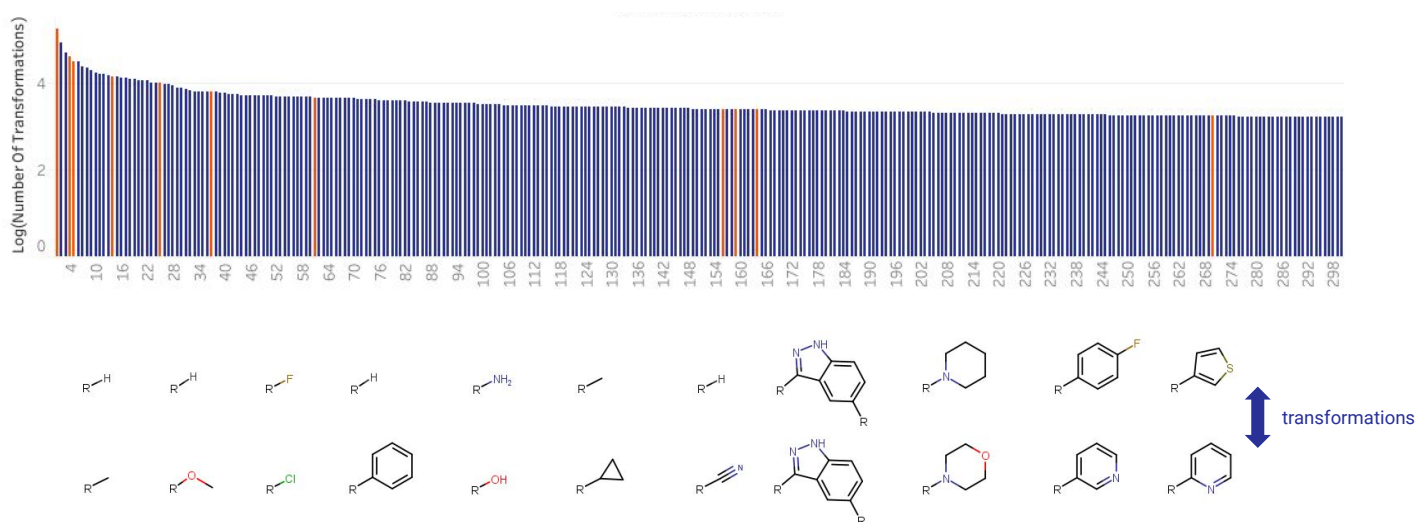 Log(Number Of Transformations)
4
2
0
4 10 16 22 28 34 40 46 52 58 64 70 76 82 88 94 100 106 112 118 124 130 136 142 148 154 160 166 172 178 184 190 196 202 208 214 220 226 232 238 244 250 256 262 268 274 280 286 292 298
R H
R H
R F
R H
R NH₂
R
R H
N NH R R
R N
F R
R S
transformations
R
R O
R Cl
R
R OH
R
R N
N NH R R
R N O
R N
R N